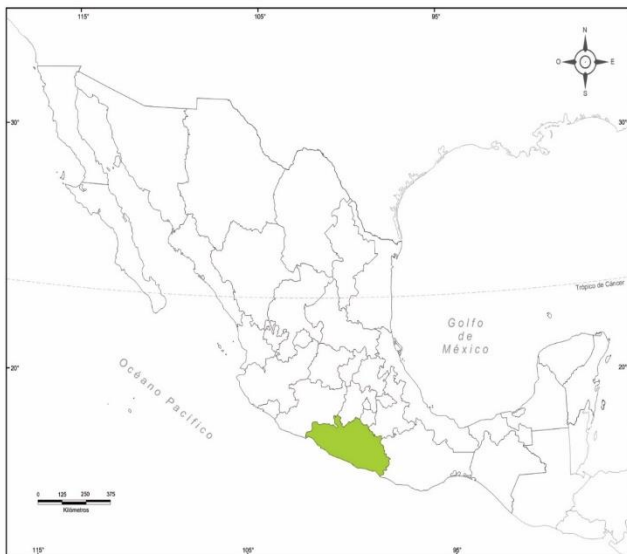 115°
105°
95°
N
O
E
S
30°
30°
Trópico de Cáncer
Golfo
de
México
Océano Pacífico
20°
20°
0 125 250 375
Kilómetros
115°
105°
95°